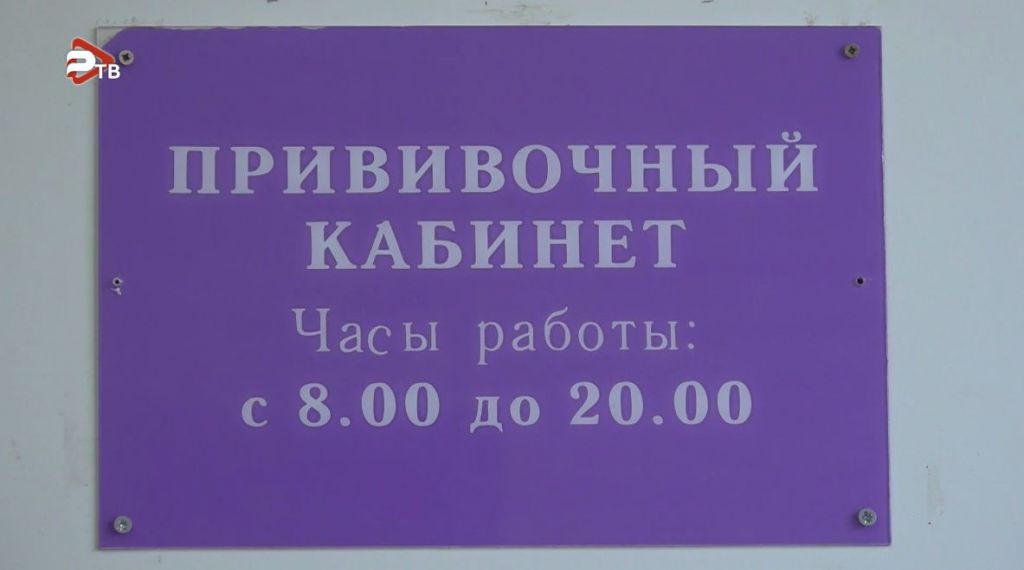 ТВ
ПРИВИВОЧНЫЙ
КАБИНЕТ
Часы работы:
с 8.00 до 20.00